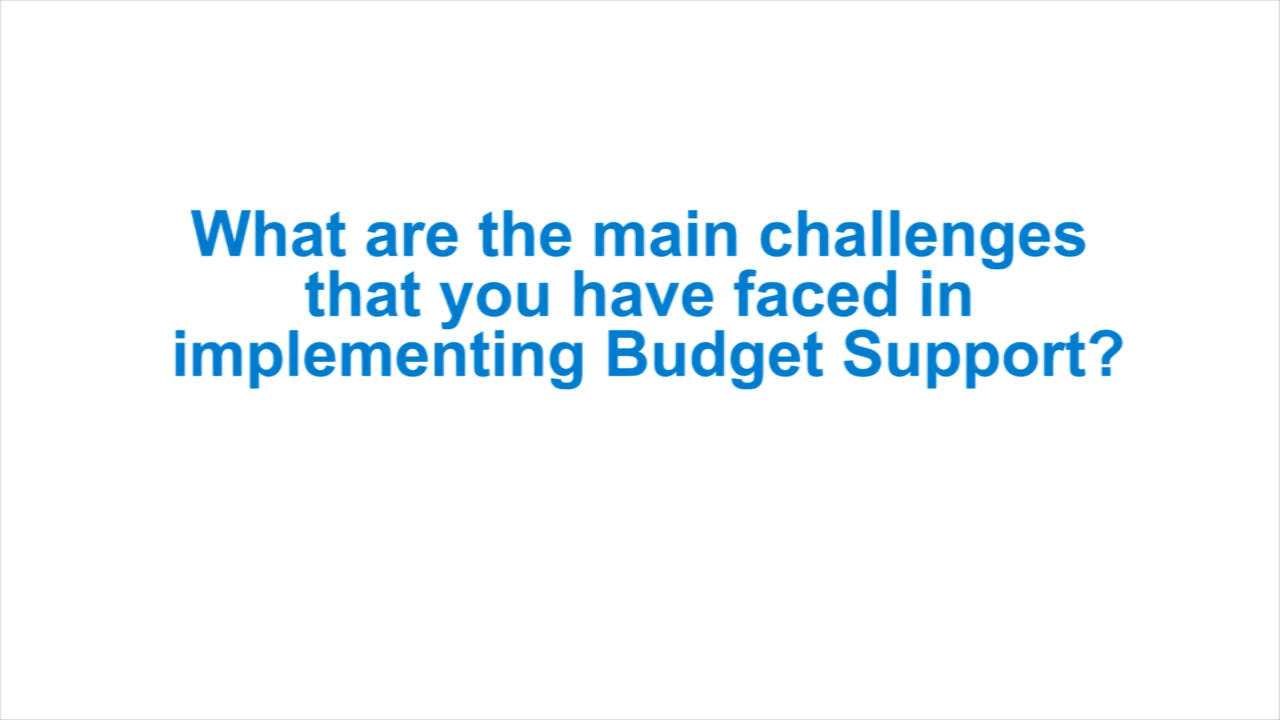 What are the main challenges
that you have faced in
implementing Budget Support?